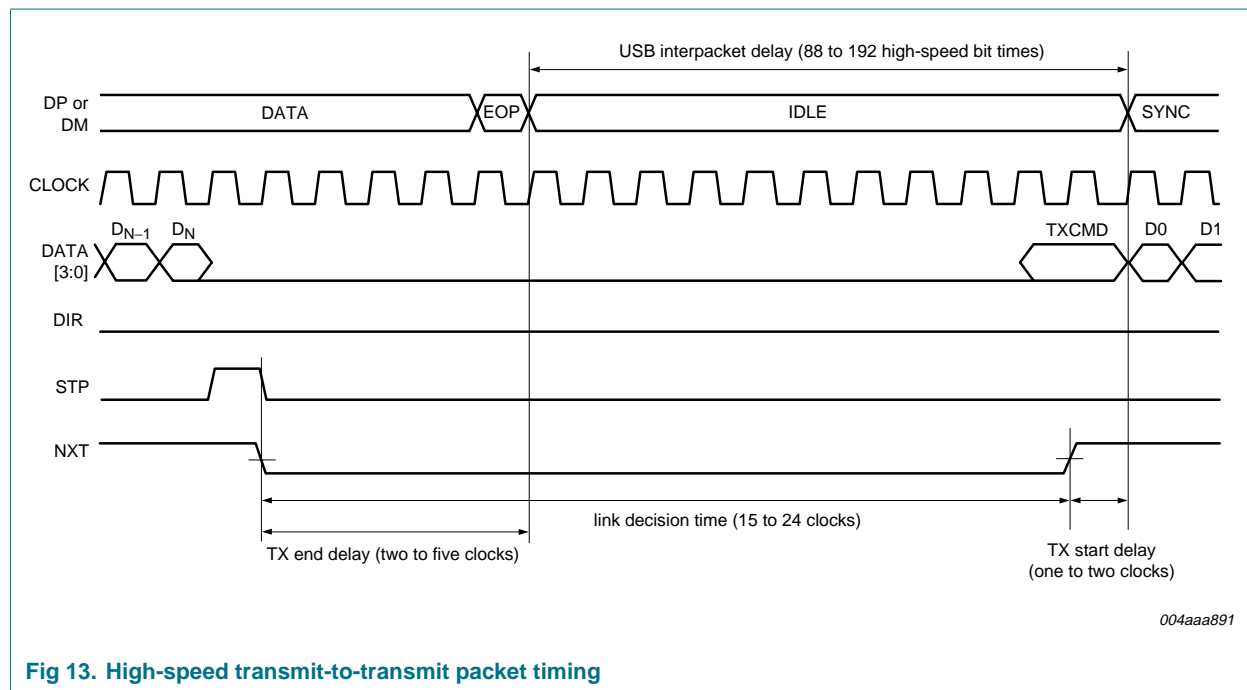 USB interpacket delay (88 to 192 high-speed bit times)
DP or
DM
DATA
EOP
IDLE
SYNC
CLOCK
DATA
[3:0]
DN−1
DN
TXCMD
D0
D1
DIR
STP
NXT
link decision time (15 to 24 clocks)
TX end delay (two to five clocks)
TX start delay
(one to two clocks)
004aaa891
Fig 13. High-speed transmit-to-transmit packet timing